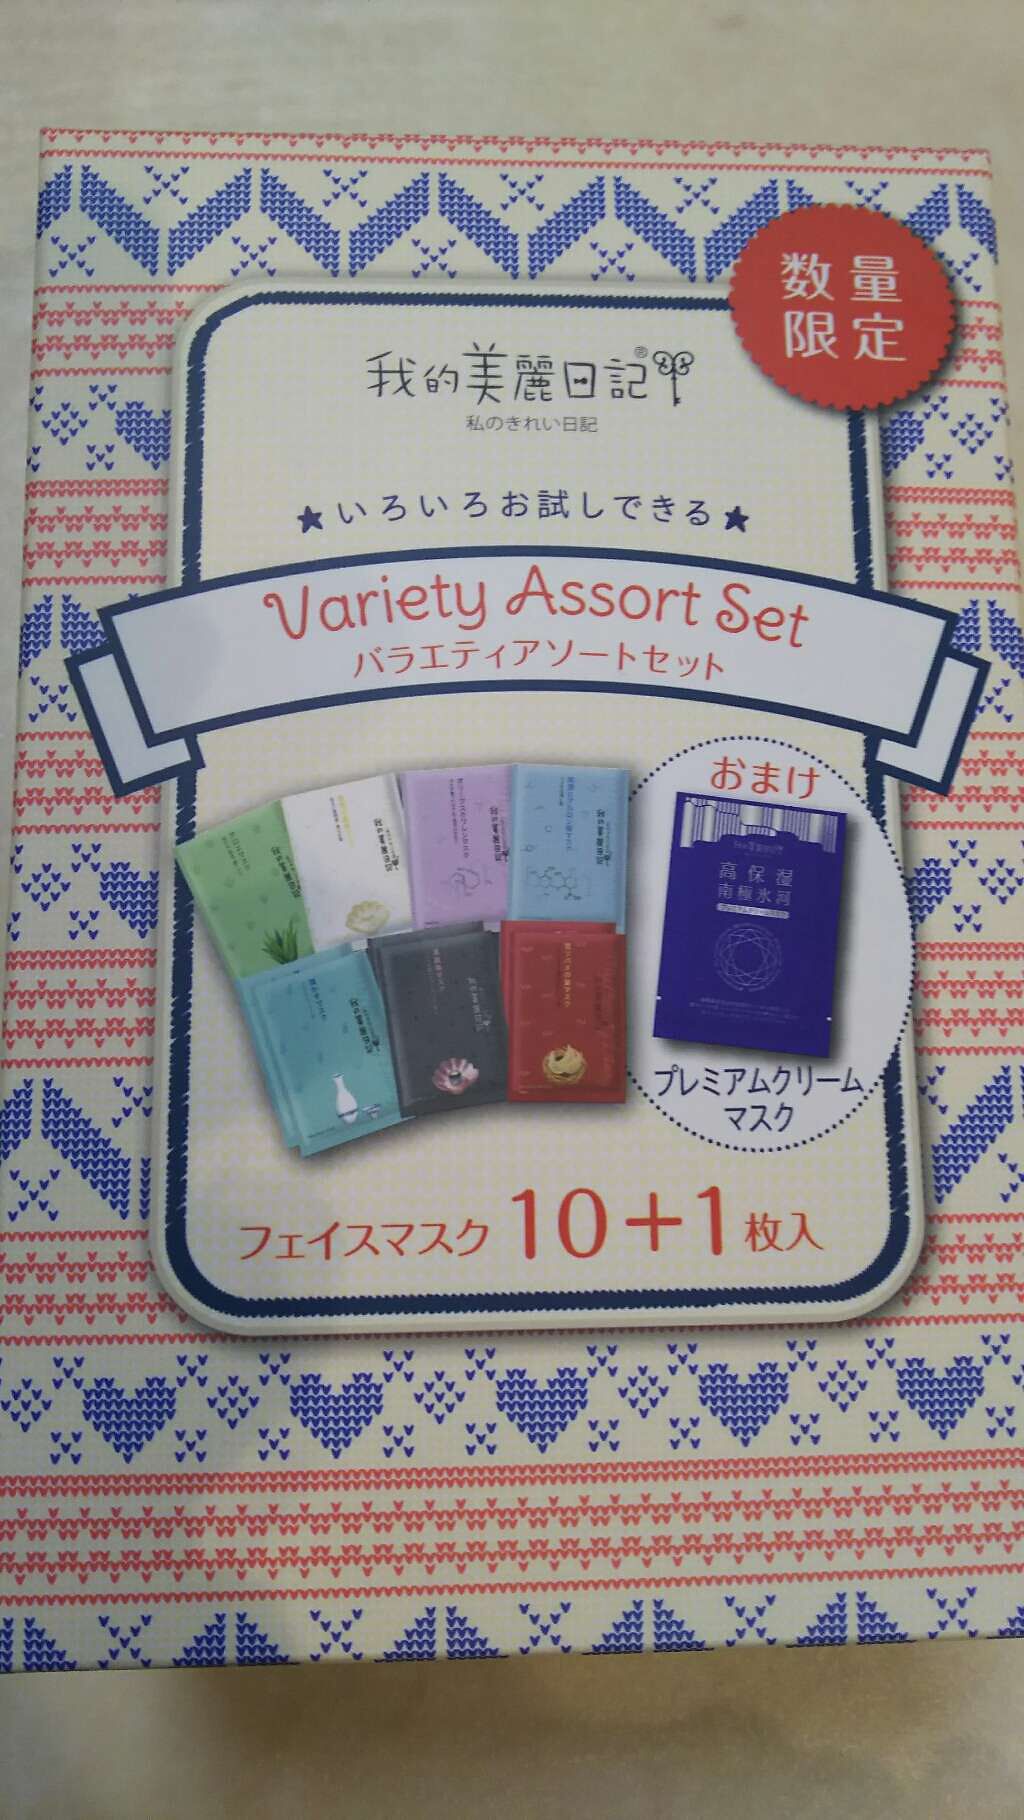 数量
限定
我的美麗日記®
私のきれい日記
★いろいろお試しできる★
Variety Assort Set
バラエティアソートセット
おまけ
高保湿
南極氷河
プレミアムクリーム
マスク
フェイスマスク 10+1枚入